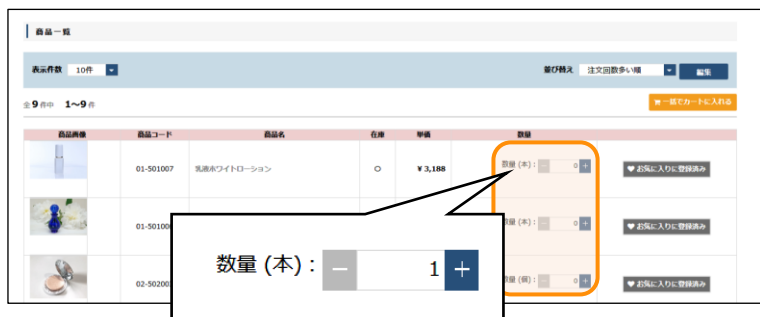 商品一覧
表示件数 10件 並び替え 注文回数多い順 編集
全9件中 1~9件 一括でカートに入れる
商品画像 商品コード 商品名 在庫 単価 数量
01-501007 乳液水ワイトローション ○ ¥3,188 数量 (本) : − 0 + お気に入りに登録済み
数量 (本) : − 0 + お気に入りに登録済み
数量 (本) : − 1 +
数量 (個) : − 0 + お気に入りに登録済み